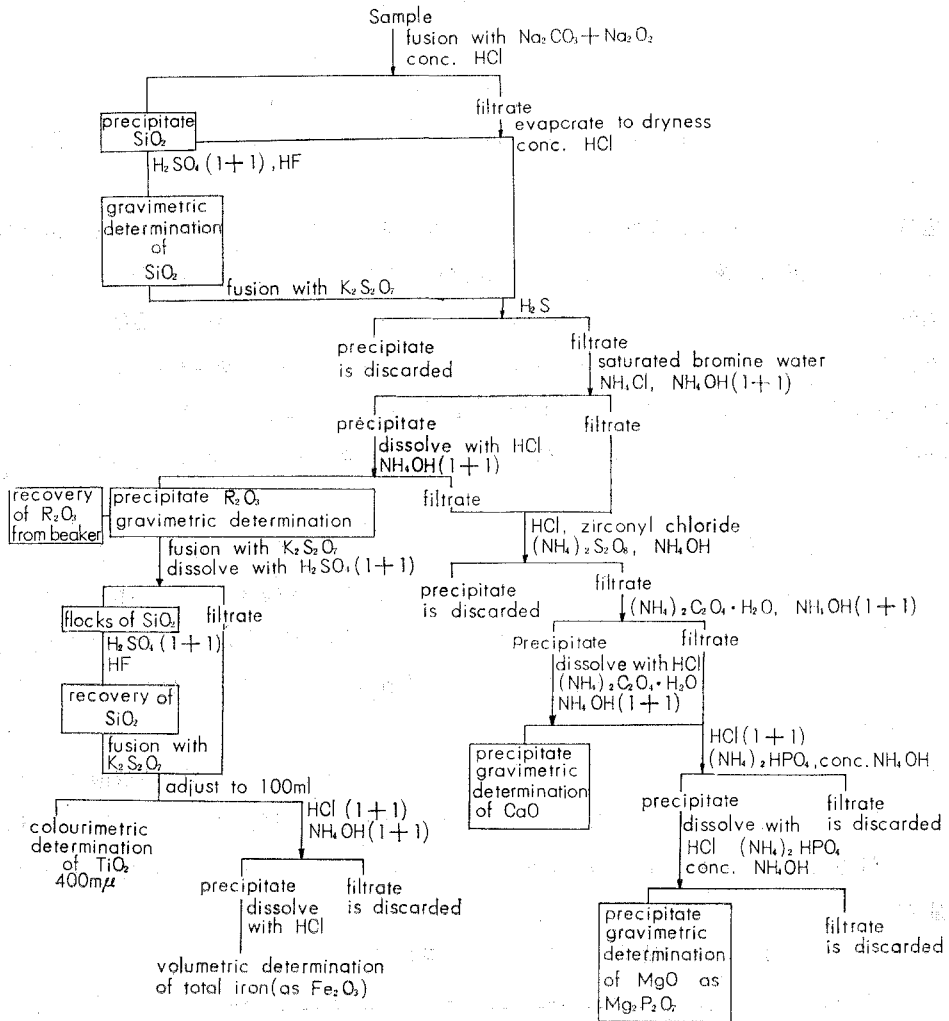 Sample
fusion with Na₂CO₃+Na₂O₂
conc. HCl
precipitate
SiO₂
filtrate
evapcrate to dryness
conc. HCl
H₂SO₄(1+1),HF
gravimetric
determination
of
SiO₂
fusion with K₂S₂O₇
H₂S
precipitate
is discarded
filtrate
saturated bromine water
NH₄Cl, NH₄OH(1+1)
precipitate
dissolve with HCl
NH₄OH(1+1)
filtrate
recovery
of R₂O₃
from beaker
precipitate R₂O₃
gravimetric determination
filtrate
fusion with K₂S₂O₇
dissolve with H₂SO₄(1+1)
HCl, zirconyl chloride
(NH₄)₂S₂O₈, NH₄OH
precipitate
is discarded
filtrate
(NH₄)₂C₂O₄·H₂O, NH₄OH(1+1)
flocks of SiO₂
filtrate
H₂SO₄(1+1)
HF
recovery of
SiO₂
fusion with
K₂S₂O₇
Precipitate
dissolve with HCl
(NH₄)₂C₂O₄·H₂O
NH₄OH(1+1)
filtrate
precipitate
gravimetric
determination
of CaO
HCl(1+1)
(NH₄)₂HPO₄,conc.NH₄OH
adjust to 100ml
colourimetric
determination
of TiO₂
400mμ
HCl (1+1)
NH₄OH(1+1)
precipitate
dissolve
with HCl
filtrate
is discarded
volumetric determination
of total iron(as Fe₂O₃)
precipitate
dissolve with
HCl (NH₄)₂HPO₄
conc. NH₄OH
filtrate
is discarded
precipitate
gravimetric
determination
of MgO as
Mg₂P₂O₇
filtrate
is discarded